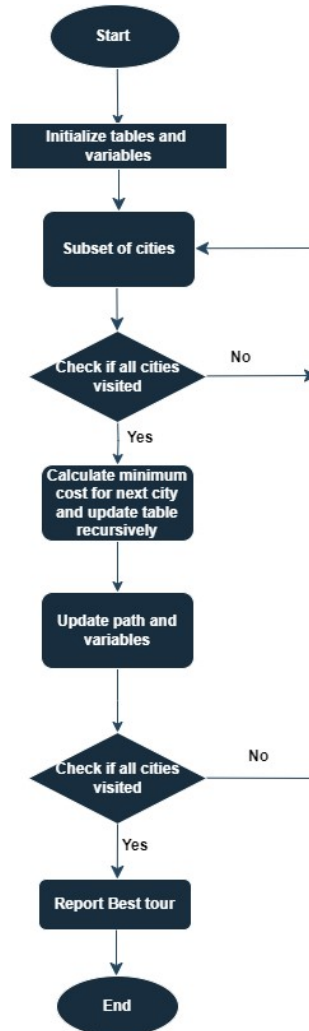 Start
Initialize tables and
variables
Subset of cities
Check if all cities
visited
No
Yes
Calculate minimum
cost for next city
and update table
recursively
Update path and
variables
Check if all cities
visited
No
Yes
Report Best tour
End